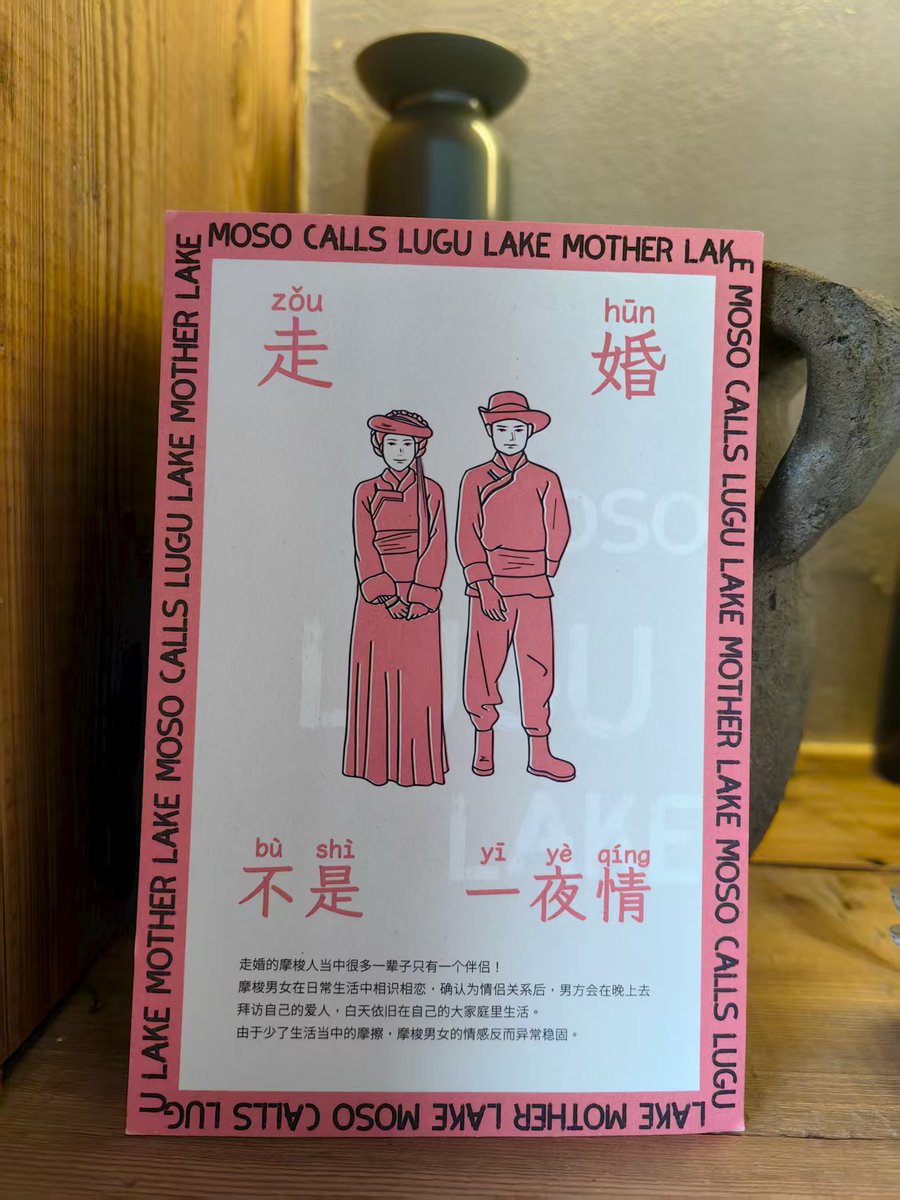 MOSO CALLS LUGU LAKE MOTHER LAKE MOSO CALLS LUGU LAKE MOTHER LAKE MOSO CALLS LUGU
LAKE MOTHER LAKE MOSO CALLS LUG
U LAKE MOTHER LAKE MOSO CALLS LUGU LAKE MOTHER LAKE
zǒu hūn
走 婚
MOSO
LUGU
LAKE
bù shì yī yè qíng
不是 一夜情
走婚的摩梭人当中很多一辈子只有一个伴侣！
摩梭男女在日常生活中相识相恋，确认为情侣关系后，男方会在晚上去
拜访自己的爱人，白天依旧在自己的大家庭里生活。
由于少了生活当中的摩擦，摩梭男女的情感反而异常稳固。